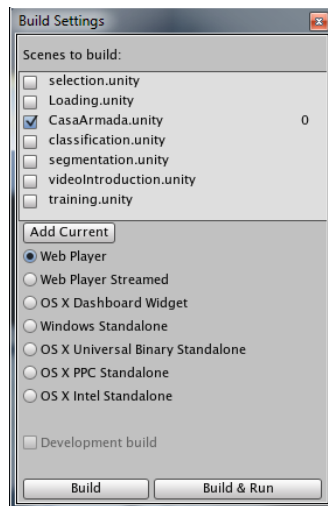 Build Settings
Scenes to build:
selection.unity
Loading.unity
CasaArmada.unity 0
classification.unity
segmentation.unity
videoIntroduction.unity
training.unity
Add Current
Web Player
Web Player Streamed
OS X Dashboard Widget
Windows Standalone
OS X Universal Binary Standalone
OS X PPC Standalone
OS X Intel Standalone
Development build
Build Build & Run